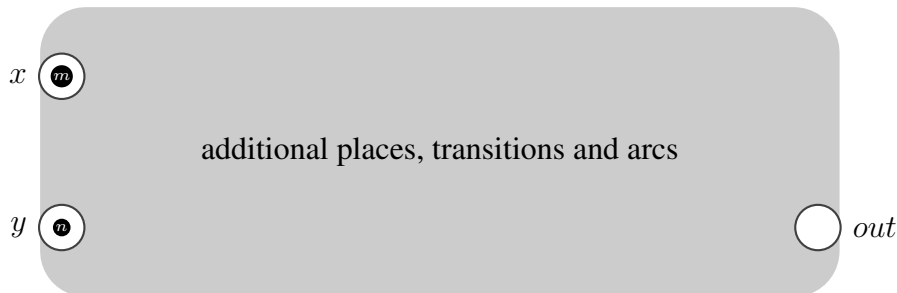 x
m
additional places, transitions and arcs
y
n
out